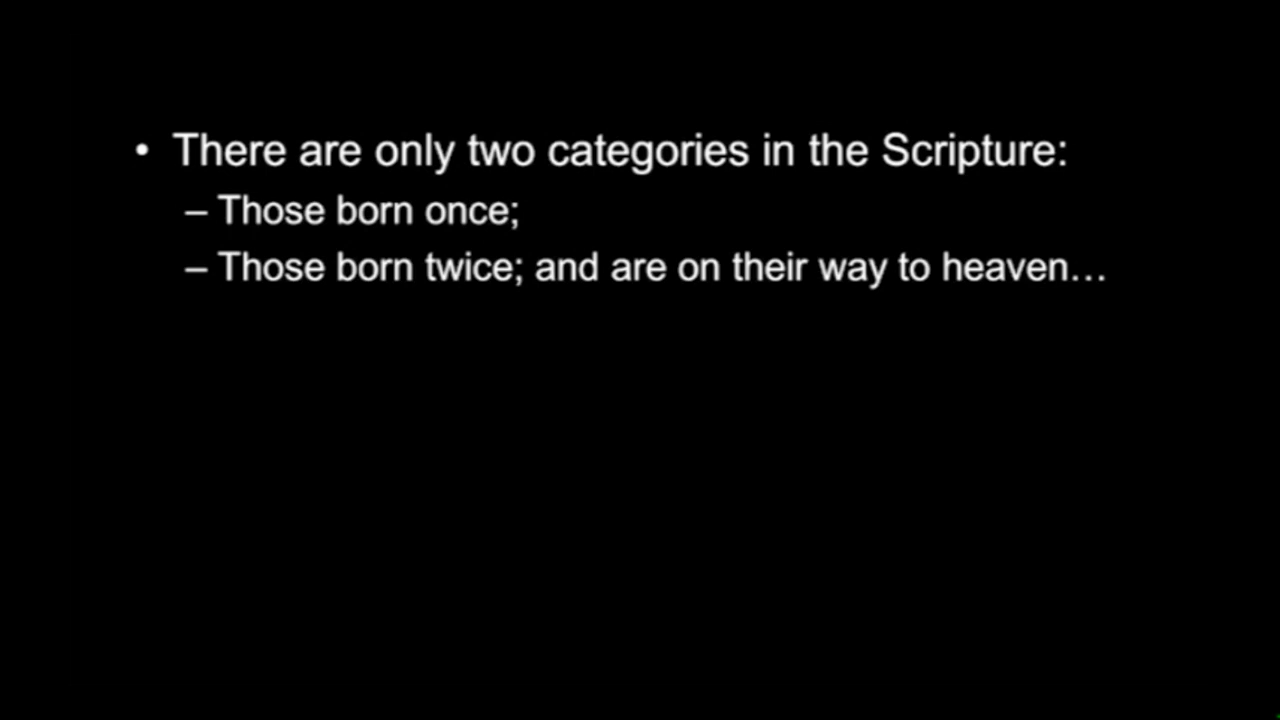 • There are only two categories in the Scripture:
– Those born once;
– Those born twice; and are on their way to heaven…